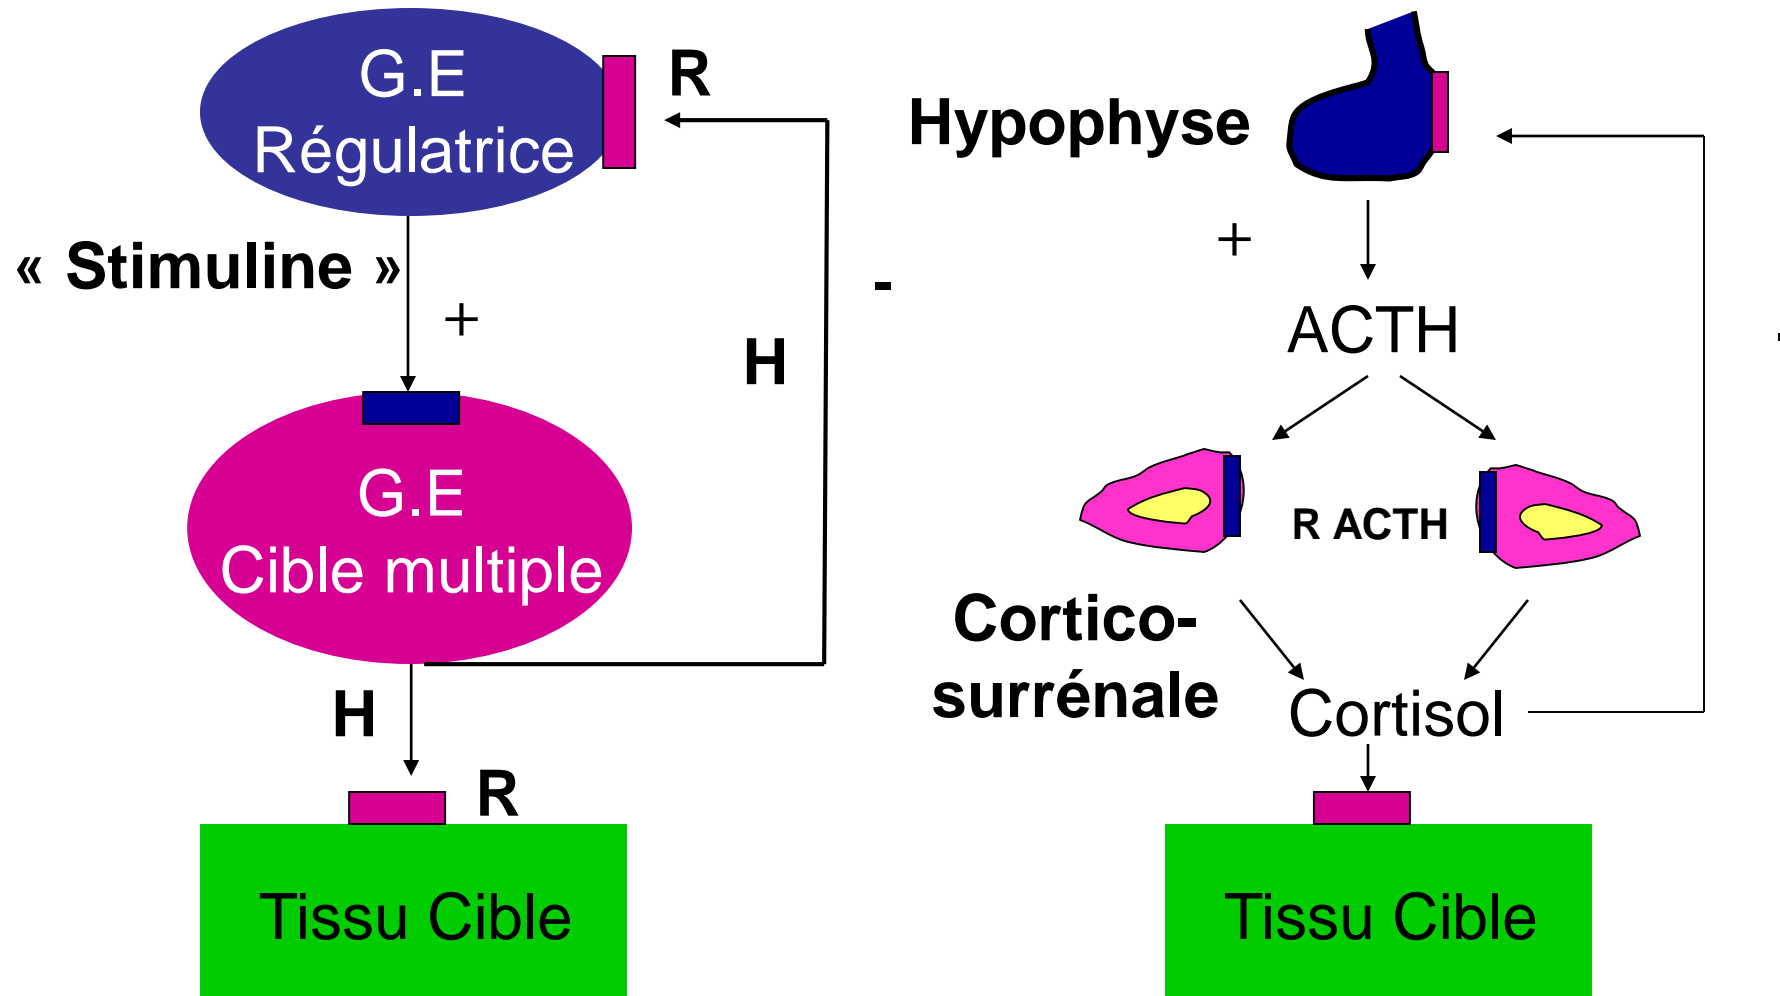 G.E
Régulatrice
R
« Stimuline »
+
-
H
G.E
Cible multiple
H
R
Tissu Cible
Hypophyse
+
ACTH
-
R ACTH
Cortico-
surrénale
Cortisol
Tissu Cible